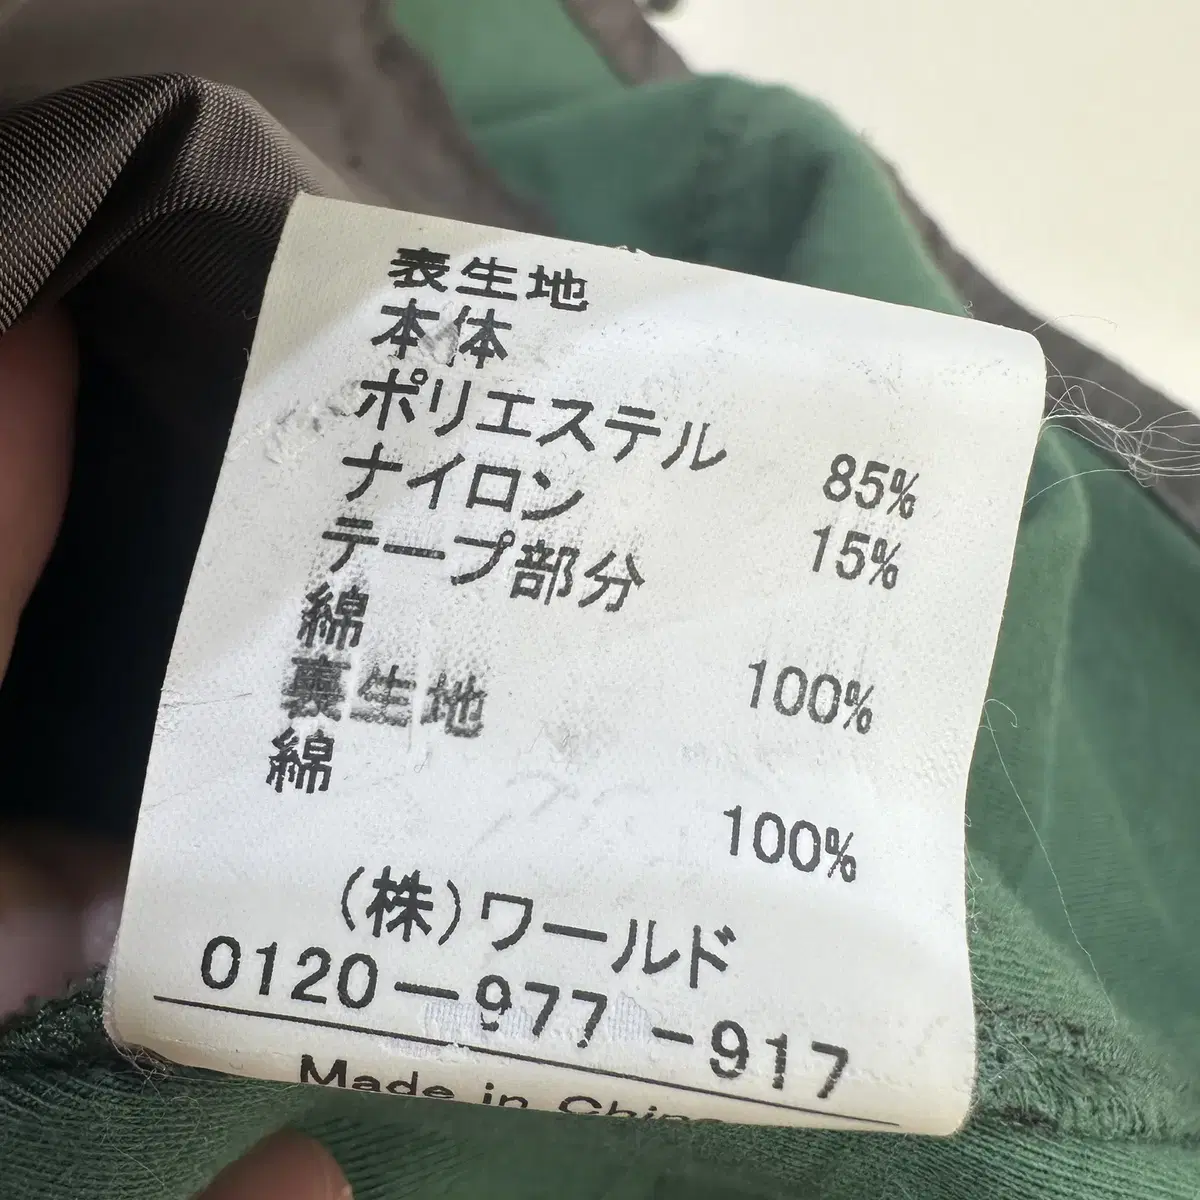 表生地
本体
ポリエステル 85%
ナイロン 15%
テープ部分
綿 100%
裏生地
綿 100%
(株)ワールド
0120-977-917
Made in China